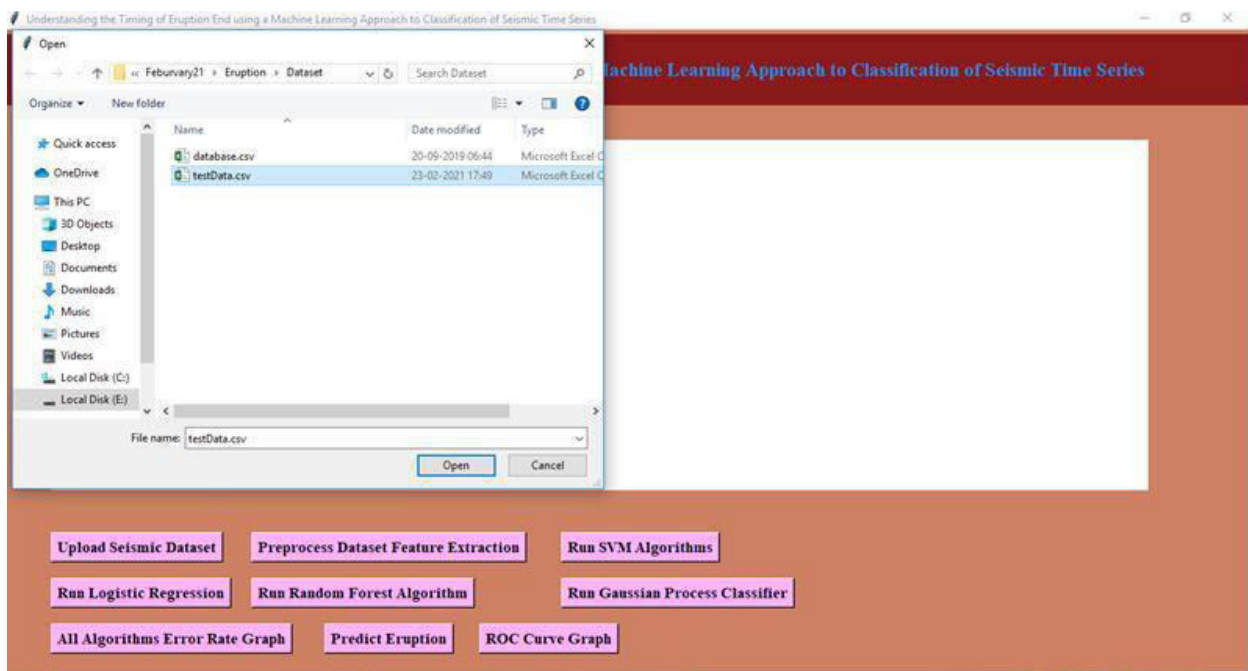 Understanding the Timing of Eruption End using a Machine Learning Approach to Classification of Seismic Time Series
Open
Machine Learning Approach to Classification of Seismic Time Series
« Feburvary21 › Eruption › Dataset
Search Dataset
Organize
New folder
Name Date modified Type
Quick access
database.csv 20-09-2019 06:44 Microsoft Excel C
OneDrive
testData.csv 23-02-2021 17:49 Microsoft Excel C
This PC
3D Objects
Desktop
Documents
Downloads
Music
Pictures
Videos
Local Disk (C:)
Local Disk (E:)
File name: testData.csv
Open Cancel
Upload Seismic Dataset Preprocess Dataset Feature Extraction Run SVM Algorithms
Run Logistic Regression Run Random Forest Algorithm Run Gaussian Process Classifier
All Algorithms Error Rate Graph Predict Eruption ROC Curve Graph